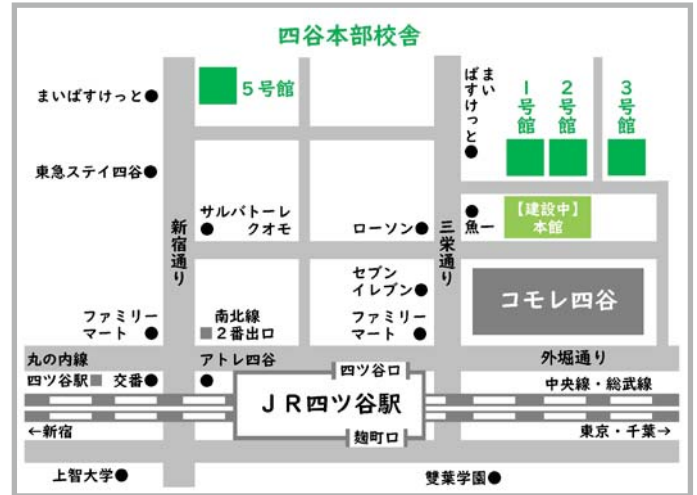 四谷本部校舎
まいばすけっと
5号館
まい
ばすけっと
1号館
2号館
3号館
東急ステイ四谷
新宿通り
サルバトーレ
クオモ
ローソン
三栄通り
魚一
【建設中】
本館
セブン
イレブン
コモレ四谷
ファミリー
マート
南北線
2番出口
ファミリー
マート
丸の内線
四ツ谷駅
交番
アトレ四谷
四ツ谷口
外堀通り
中央線・総武線
JR四ツ谷駅
←新宿
麹町口
東京・千葉→
上智大学
雙葉学園